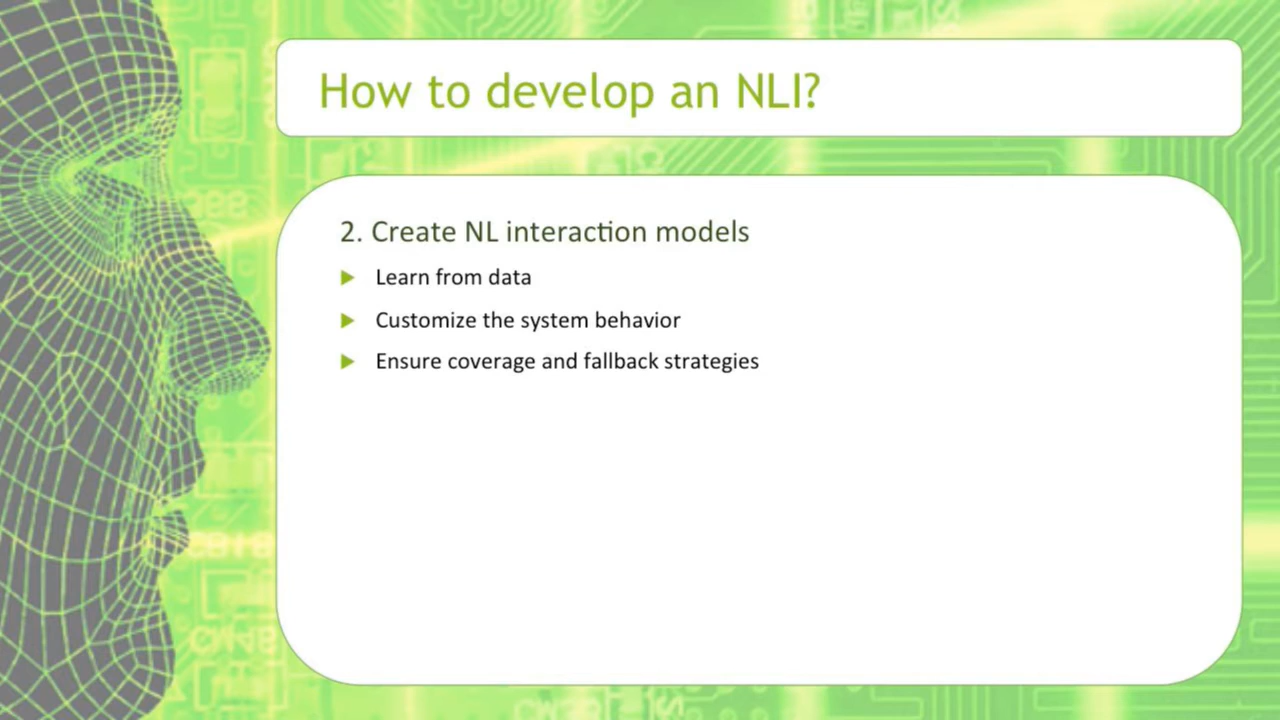 How to develop an NLI?
2. Create NL interaction models
Learn from data
Customize the system behavior
Ensure coverage and fallback strategies